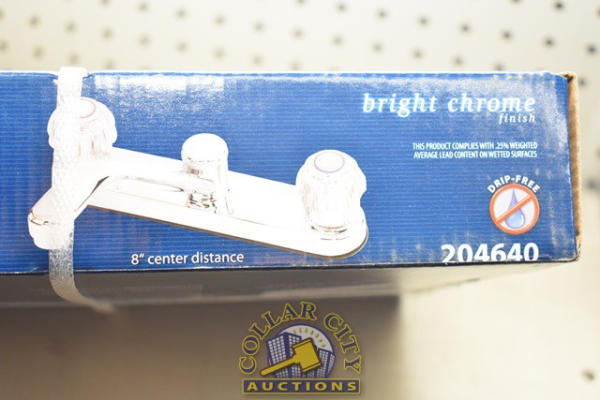 bright chrome
finish
THIS PRODUCT COMPLIES WITH .25% WEIGHTED
AVERAGE LEAD CONTENT ON WETTED SURFACES
DRIP-FREE
8" center distance
204640
COLLAR CITY
AUCTIONS